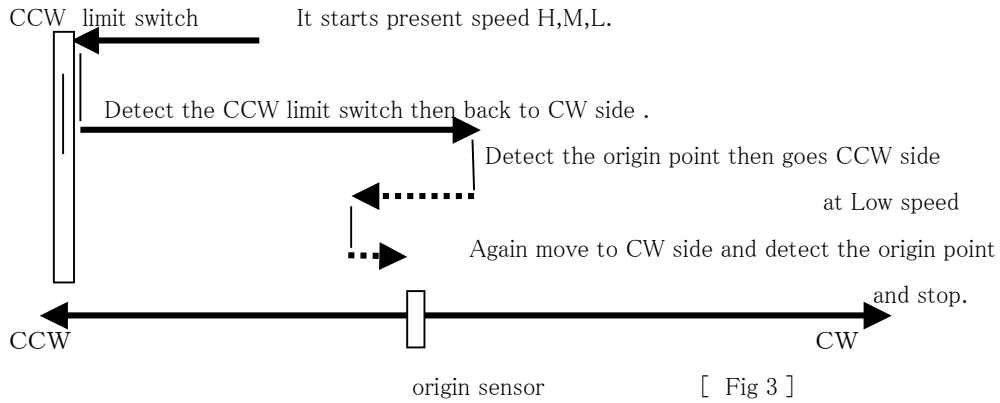 CCW limit switch It starts present speed H,M,L.
Detect the CCW limit switch then back to CW side .
Detect the origin point then goes CCW side
at Low speed
Again move to CW side and detect the origin point
and stop.
CCW CW
origin sensor [ Fig 3 ]